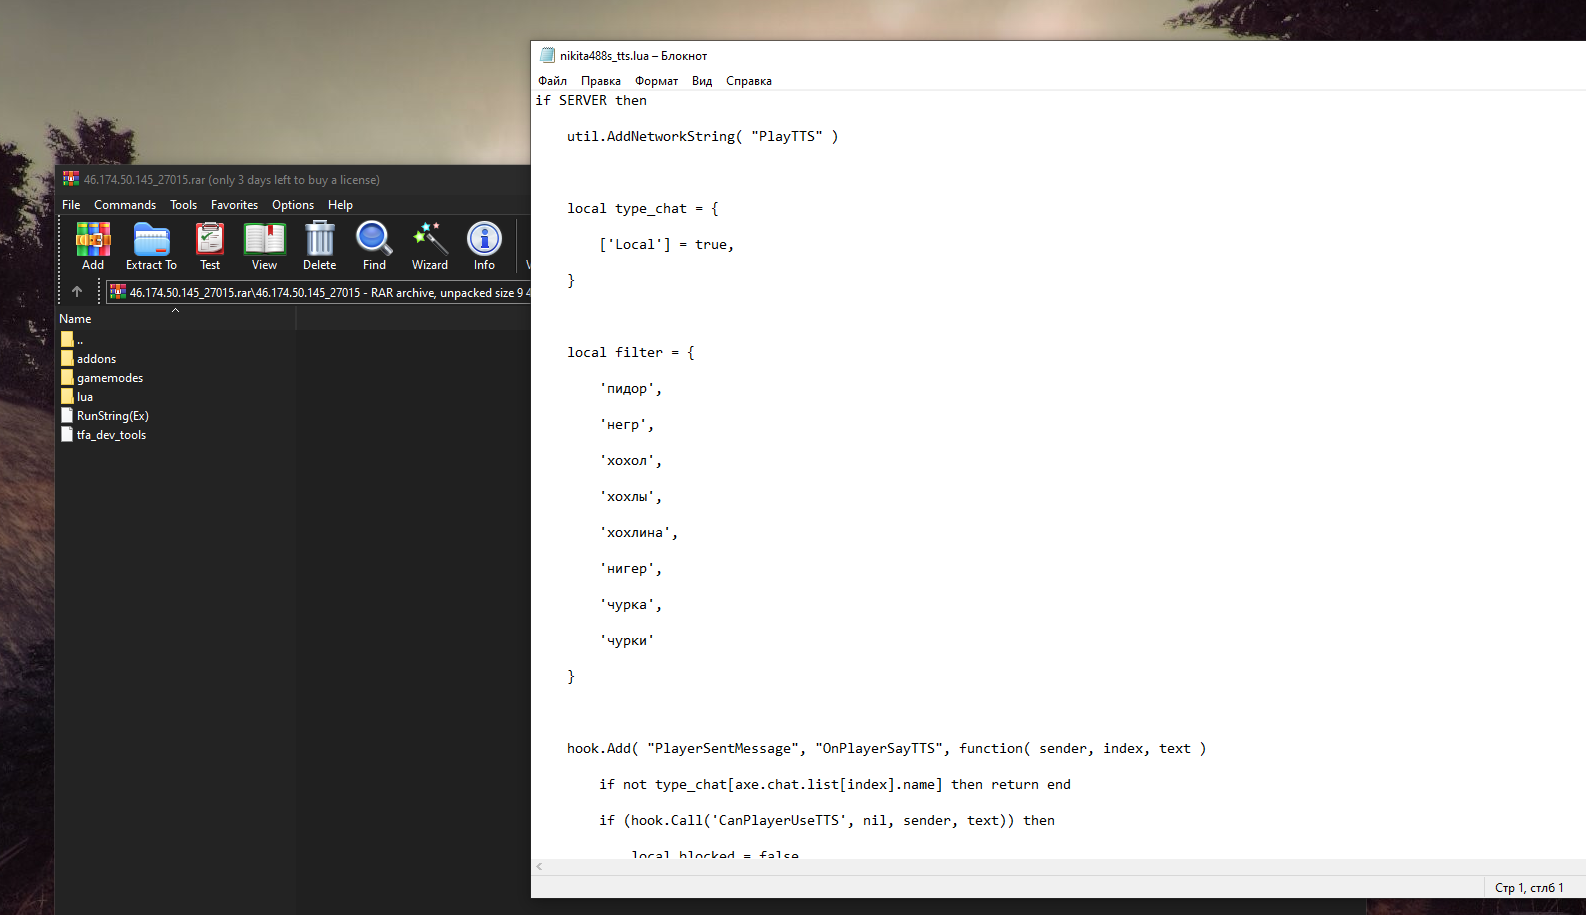 nikita488s_tts.lua – Блокнот
Файл Правка Формат Вид Справка
if SERVER then
util.AddNetworkString( "PlayTTS" )
local type_chat = {
['Local'] = true,
}
local filter = {
'пидор',
'негр',
'хохол',
'хохлы',
'хохлина',
'нигер',
'чурка',
'чурки'
}
hook.Add( "PlayerSentMessage", "OnPlayerSayTTS", function( sender, index, text )
if not type_chat[axe.chat.list[index].name] then return end
if (hook.Call('CanPlayerUseTTS', nil, sender, text)) then
local blocked = false
Стр 1, стлб 1
46.174.50.145_27015.rar (only 3 days left to buy a license)
File Commands Tools Favorites Options Help
Add Extract To Test View Delete Find Wizard Info
46.174.50.145_27015.rar\46.174.50.145_27015 - RAR archive, unpacked size 9 4
Name
..
addons
gamemodes
lua
RunString(Ex)
tfa_dev_tools